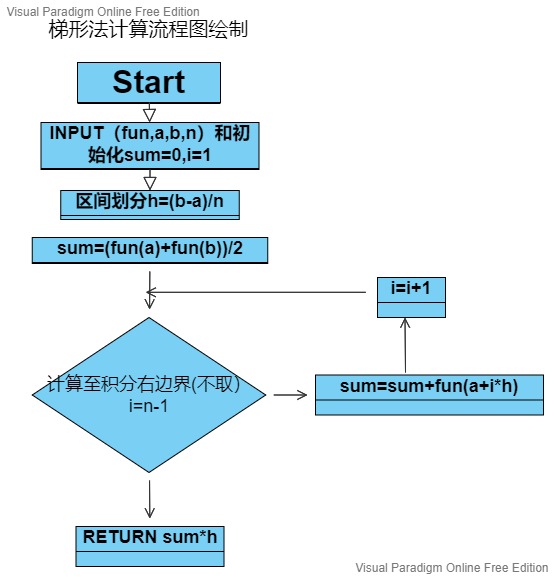 Visual Paradigm Online Free Edition
梯形法计算流程图绘制
Start
INPUT（fun,a,b,n）和初
始化sum=0,i=1
区间划分h=(b-a)/n
sum=(fun(a)+fun(b))/2
i=i+1
计算至积分右边界(不取）
i=n-1
sum=sum+fun(a+i*h)
RETURN sum*h
Visual Paradigm Online Free Edition